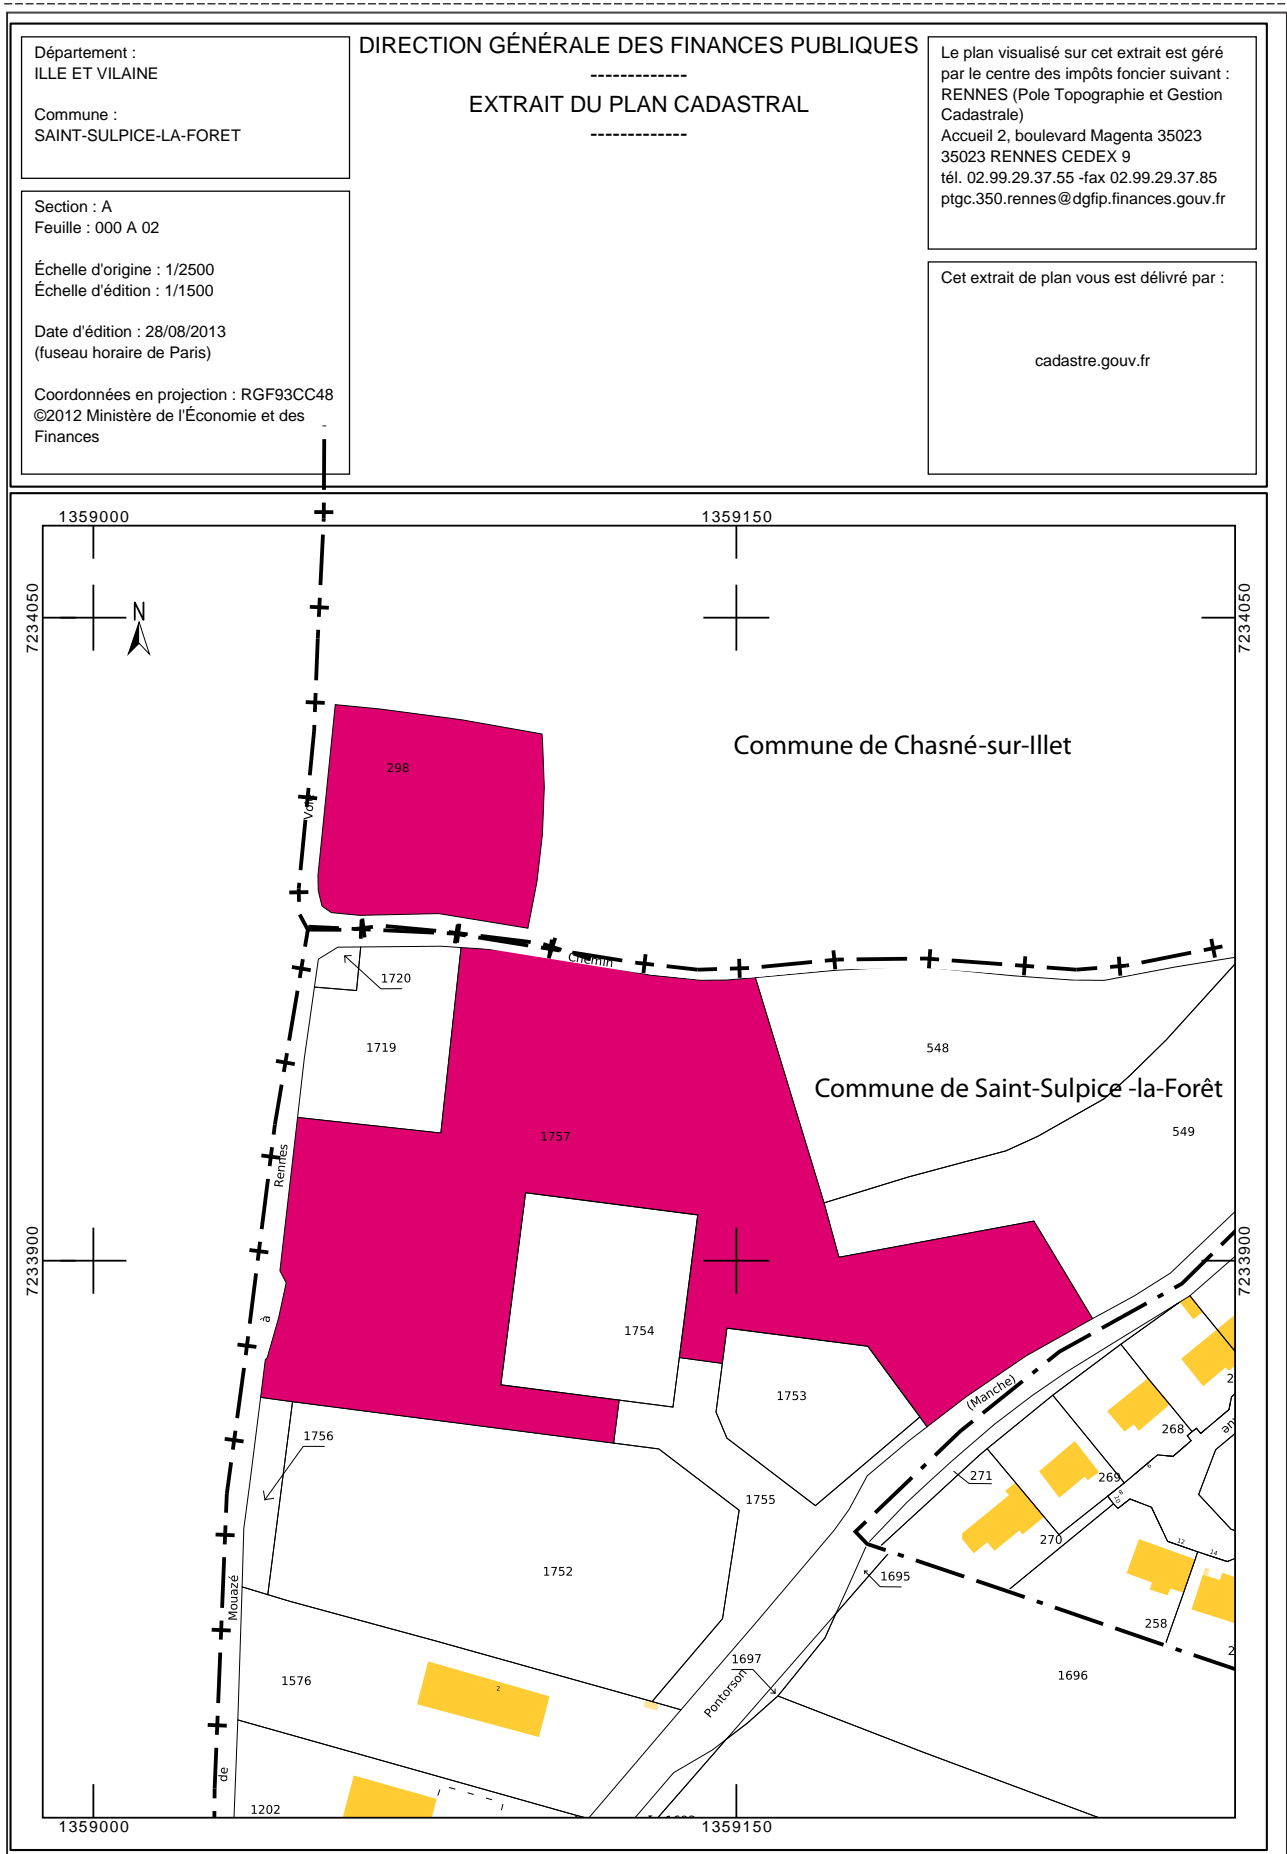 Département :
ILLE ET VILAINE
Commune :
SAINT-SULPICE-LA-FORET
Section : A
Feuille : 000 A 02
Échelle d'origine : 1/2500
Échelle d'édition : 1/1500
Date d'édition : 28/08/2013
(fuseau horaire de Paris)
Coordonnées en projection : RGF93CC48
©2012 Ministère de l'Économie et des
Finances
DIRECTION GÉNÉRALE DES FINANCES PUBLIQUES
-------------
EXTRAIT DU PLAN CADASTRAL
-------------
Le plan visualisé sur cet extrait est géré
par le centre des impôts foncier suivant :
RENNES (Pole Topographie et Gestion
Cadastrale)
Accueil 2, boulevard Magenta 35023
35023 RENNES CEDEX 9
tél. 02.99.29.37.55 -fax 02.99.29.37.85
ptgc.350.rennes@dgfip.finances.gouv.fr
Cet extrait de plan vous est délivré par :
cadastre.gouv.fr
1359000
1359150
7234050
7234050
N
Commune de Chasné-sur-Illet
298
Voie
Chemin
1720
1719
548
Commune de Saint-Sulpice -la-Forêt
549
1757
Rennes
7233900
7233900
à
1754
1753
(Manche)
268
1756
271
269
6
8
10
1755
270
12
14
1752
1695
Mouazé
258
1697
1696
1576
2
Pontorson
de
1202
1359000
1359150